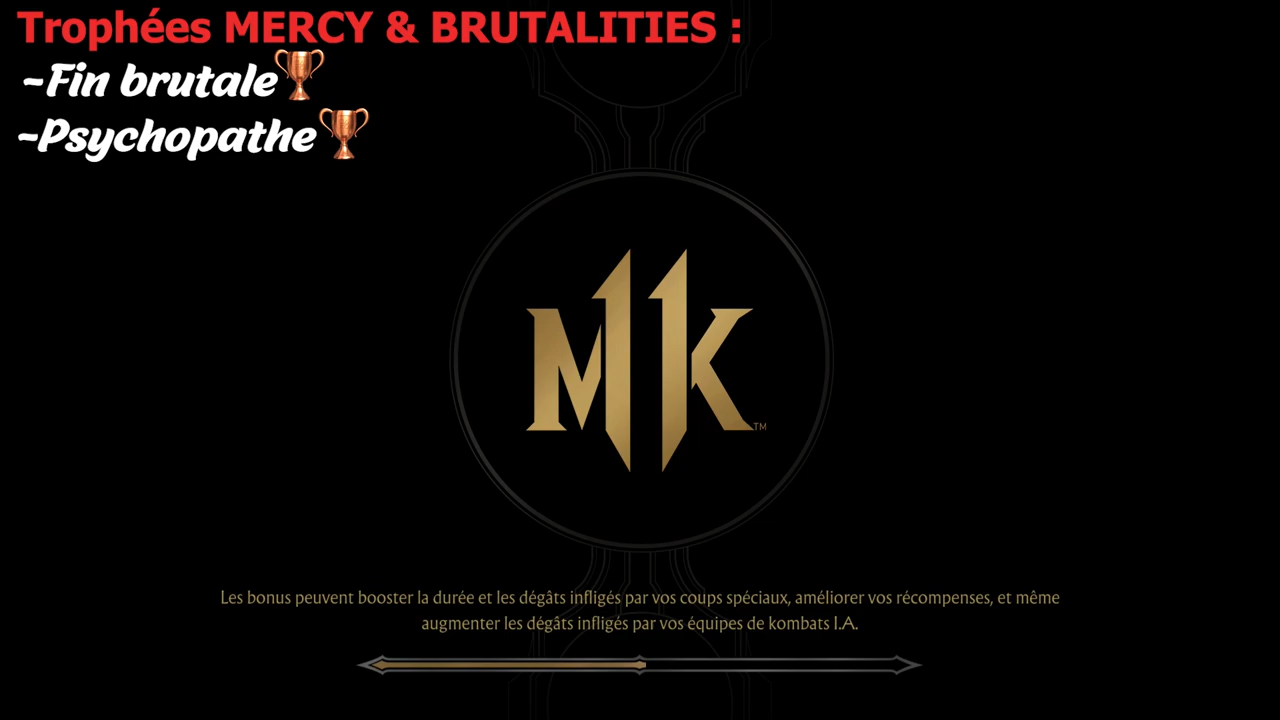 Trophées MERCY & BRUTALITIES :
~Fin brutale
~Psychopathe
M11K™
Les bonus peuvent booster la durée et les dégâts infligés par vos coups spéciaux, améliorer vos récompenses, et même
augmenter les dégâts infligés par vos équipes de kombats I.A.